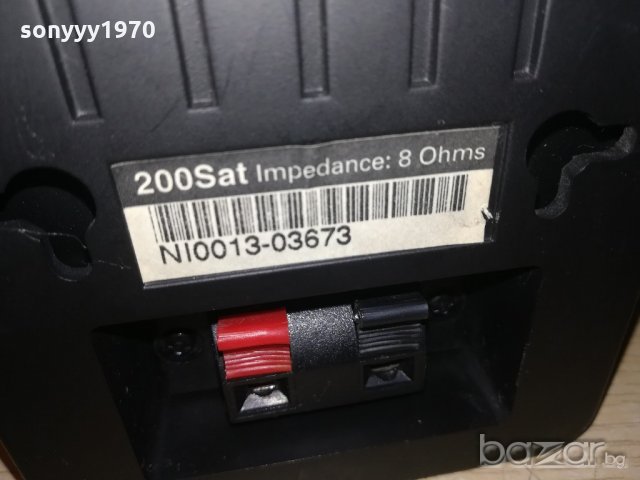 sonyyy1970
200Sat Impedance: 8 Ohms
NI0013-03673
bazar.bg